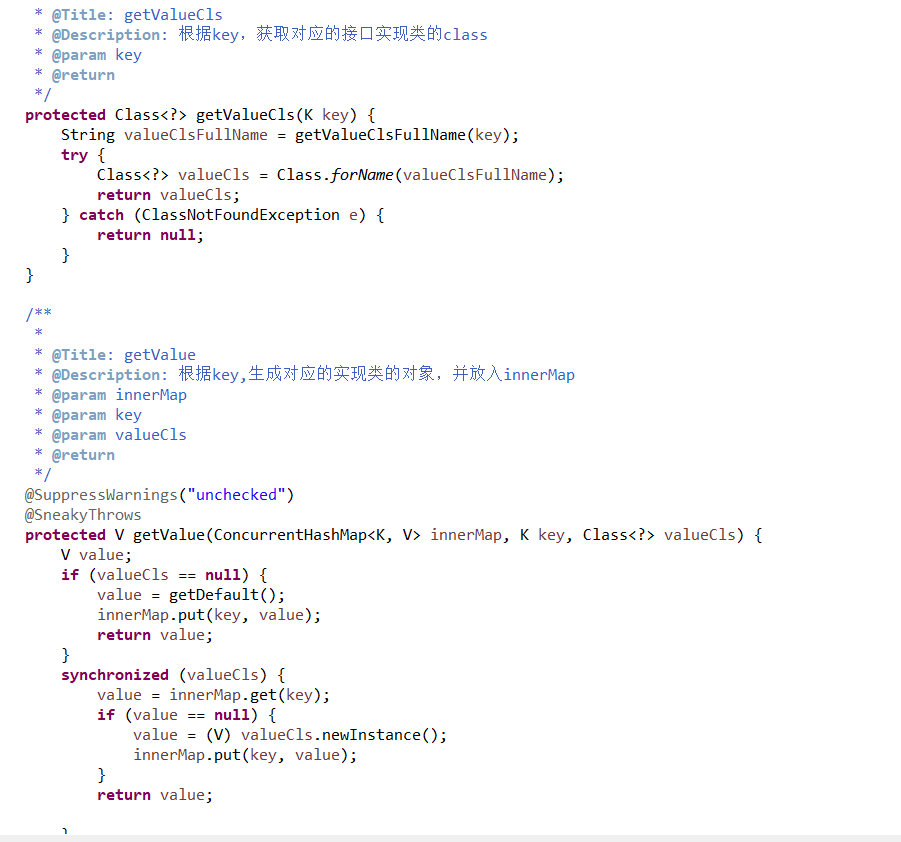 * @Title: getValueCls
 * @Description: 根据key，获取对应的接口实现类的class
 * @param key
 * @return
 */
protected Class<?> getValueCls(K key) {
    String valueClsFullName = getValueClsFullName(key);
    try {
        Class<?> valueCls = Class.forName(valueClsFullName);
        return valueCls;
    } catch (ClassNotFoundException e) {
        return null;
    }
}

/**
 *
 * @Title: getValue
 * @Description: 根据key,生成对应的实现类的对象，并放入innerMap
 * @param innerMap
 * @param key
 * @param valueCls
 * @return
 */
@SuppressWarnings("unchecked")
@SneakyThrows
protected V getValue(ConcurrentHashMap<K, V> innerMap, K key, Class<?> valueCls) {
    V value;
    if (valueCls == null) {
        value = getDefault();
        innerMap.put(key, value);
        return value;
    }
    synchronized (valueCls) {
        value = innerMap.get(key);
        if (value == null) {
            value = (V) valueCls.newInstance();
            innerMap.put(key, value);
        }
        return value;

    }